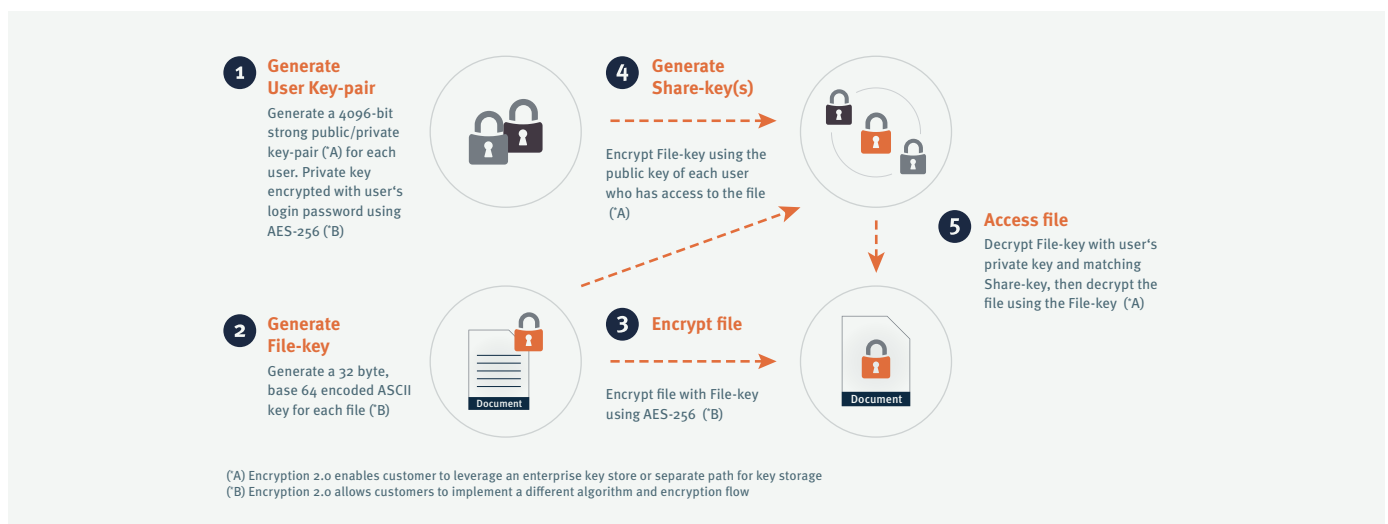 1
Generate
User Key-pair
Generate a 4096-bit
strong public/private
key-pair (*A) for each
user. Private key
encrypted with user‘s
login password using
AES-256 (*B)
4
Generate
Share-key(s)
Encrypt File-key using the
public key of each user
who has access to the file
(*A)
5
Access file
Decrypt File-key with user‘s
private key and matching
Share-key, then decrypt the
file using the File-key (*A)
2
Generate
File-key
Generate a 32 byte,
base 64 encoded ASCII
key for each file (*B)
Document
3
Encrypt file
Encrypt file with File-key
using AES-256 (*B)
Document
(*A) Encryption 2.0 enables customer to leverage an enterprise key store or separate path for key storage
(*B) Encryption 2.0 allows customers to implement a different algorithm and encryption flow